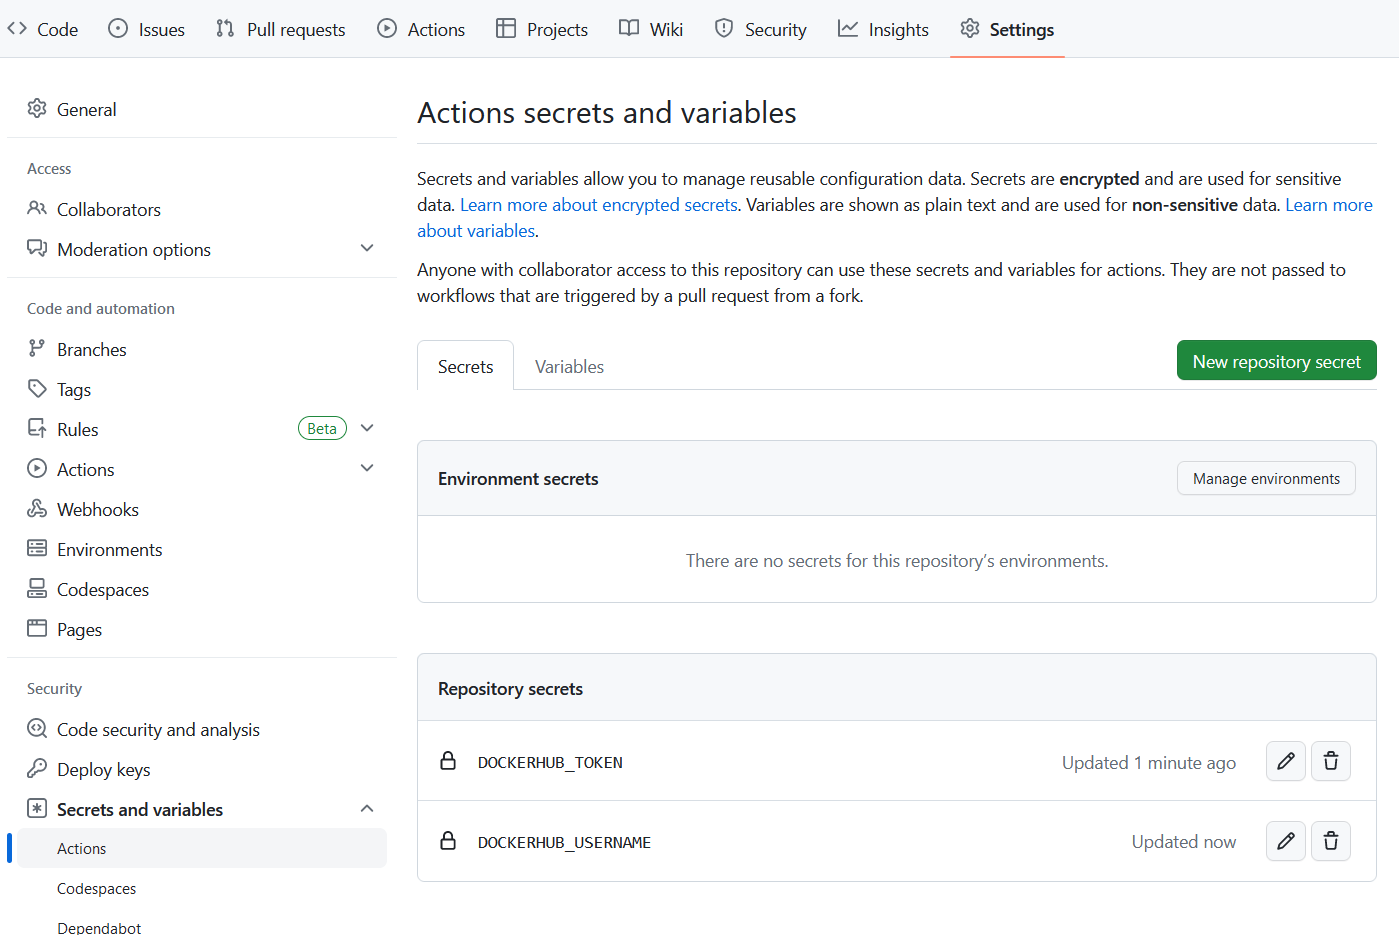 Code Issues Pull requests Actions Projects Wiki Security Insights Settings
General
Access
Collaborators
Moderation options
Code and automation
Branches
Tags
Rules Beta
Actions
Webhooks
Environments
Codespaces
Pages
Security
Code security and analysis
Deploy keys
Secrets and variables
Actions
Codespaces
Dependabot
Actions secrets and variables
Secrets and variables allow you to manage reusable configuration data. Secrets are encrypted and are used for sensitive
data. Learn more about encrypted secrets. Variables are shown as plain text and are used for non-sensitive data. Learn more
about variables.
Anyone with collaborator access to this repository can use these secrets and variables for actions. They are not passed to
workflows that are triggered by a pull request from a fork.
Secrets Variables New repository secret
Environment secrets Manage environments
There are no secrets for this repository’s environments.
Repository secrets
DOCKERHUB_TOKEN Updated 1 minute ago
DOCKERHUB_USERNAME Updated now